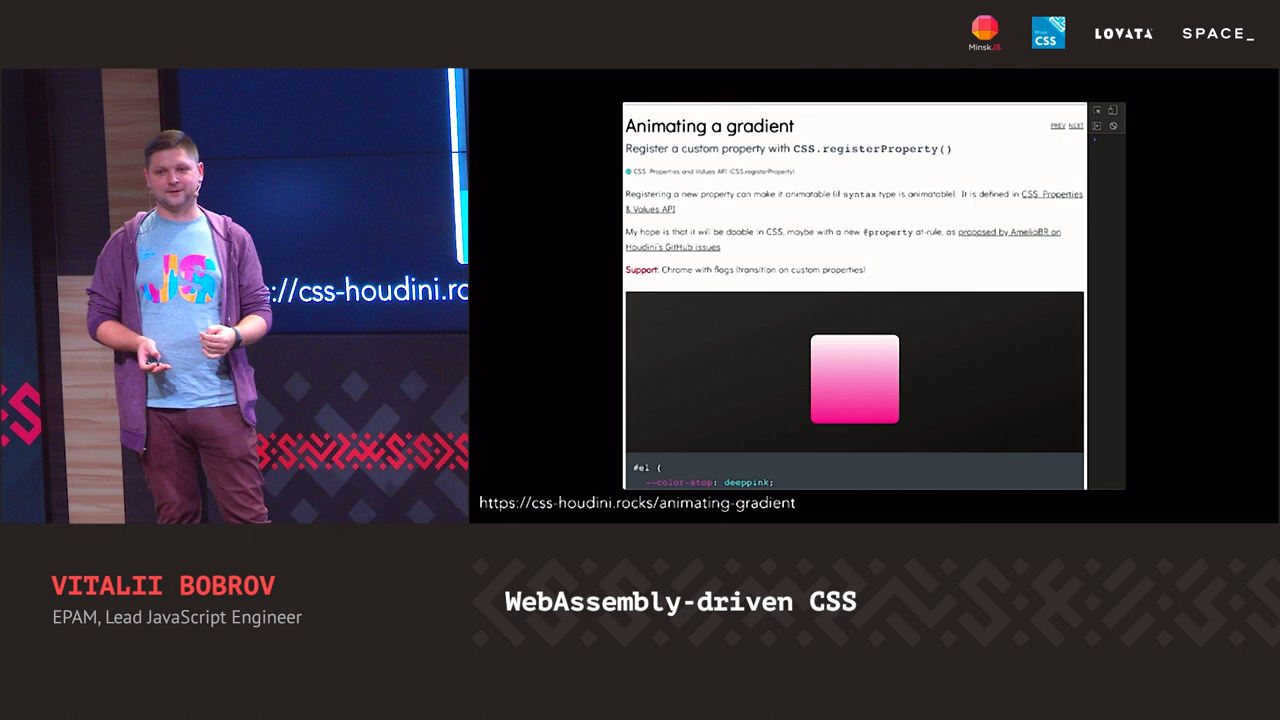 MinskJS
Minsk
CSS
LOVATA
SPACE_
JS
://css-houdini.ro
Animating a gradient
PREV NEXT
Register a custom property with CSS.registerProperty()
CSS Properties and Values API (CSS.registerProperty)
Registering a new property can make it animatable (if syntax type is animatable). It is defined in CSS Properties
& Values API
My hope is that it will be doable in CSS, maybe with a new @property at-rule, as proposed by AmeliaBR on
Houdini's GitHub issues
Support: Chrome with flags (transition on custom properties)
#el {
--color-stop: deeppink;
https://css-houdini.rocks/animating-gradient
VITALII BOBROV
EPAM, Lead JavaScript Engineer
WebAssembly-driven CSS